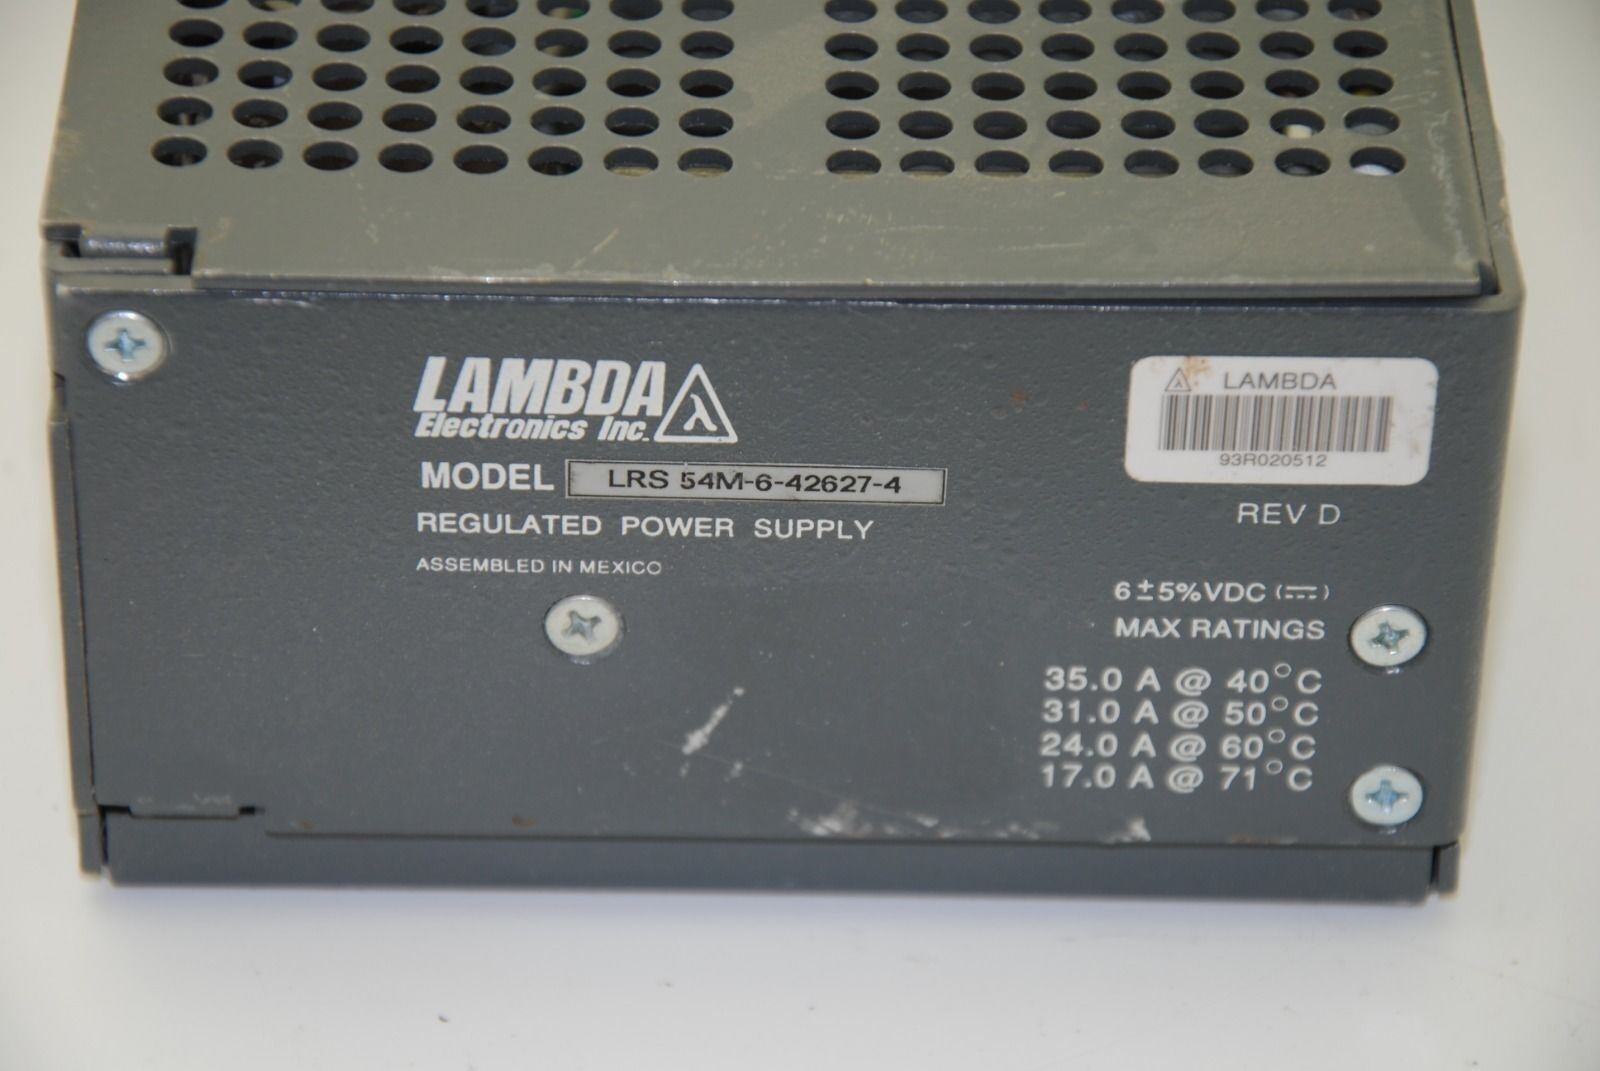 LAMBDA
Electronics Inc. λ
MODEL LRS 54M-6-42627-4
REGULATED POWER SUPPLY
ASSEMBLED IN MEXICO
λ LAMBDA
93R020512
REV D
6±5%VDC (⎓)
MAX RATINGS
35.0 A @ 40°C
31.0 A @ 50°C
24.0 A @ 60°C
17.0 A @ 71°C